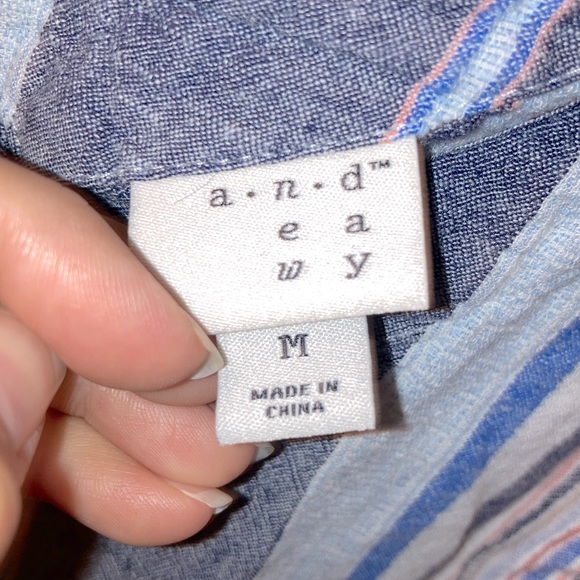 a • n • d™
e a
w y
M
MADE IN
CHINA